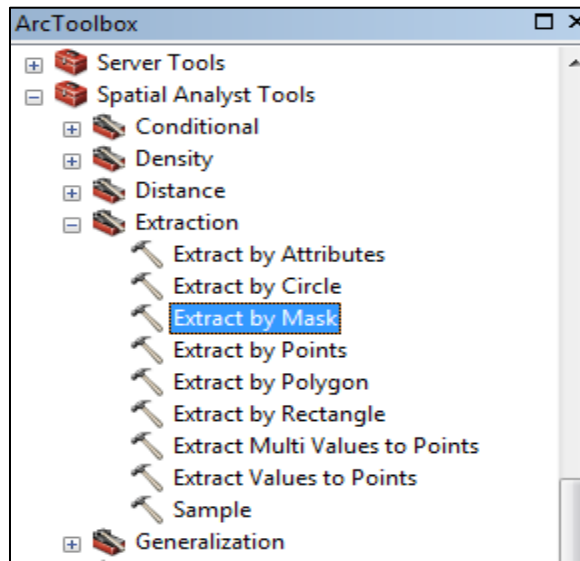 ArcToolbox
Server Tools
Spatial Analyst Tools
Conditional
Density
Distance
Extraction
Extract by Attributes
Extract by Circle
Extract by Mask
Extract by Points
Extract by Polygon
Extract by Rectangle
Extract Multi Values to Points
Extract Values to Points
Sample
Generalization